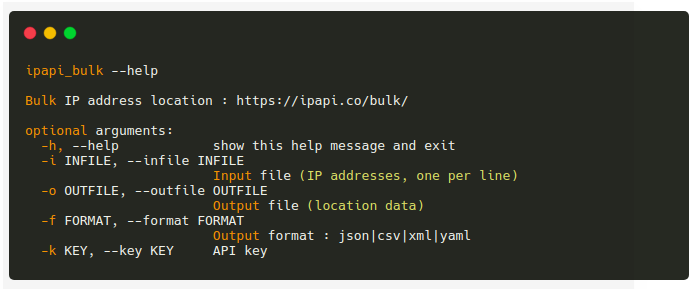 ipapi_bulk --help
Bulk IP address location : https://ipapi.co/bulk/
optional arguments:
-h, --help            show this help message and exit
-i INFILE, --infile INFILE
Input file (IP addresses, one per line)
-o OUTFILE, --outfile OUTFILE
Output file (location data)
-f FORMAT, --format FORMAT
Output format : json|csv|xml|yaml
-k KEY, --key KEY     API key